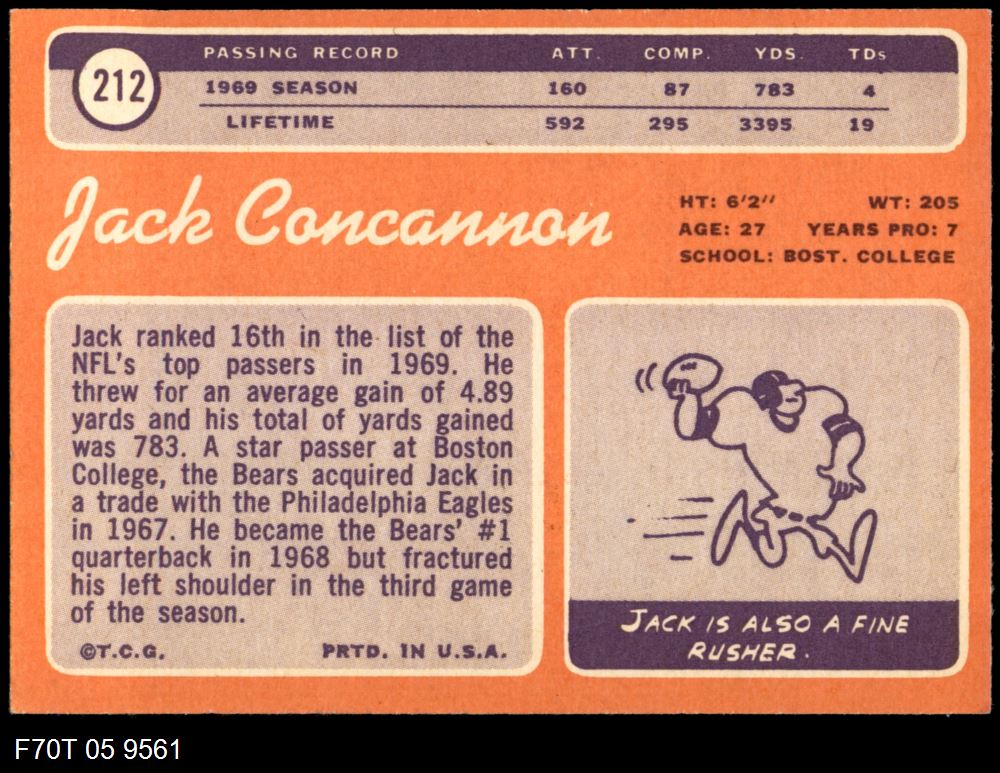 212
PASSING RECORD ATT. COMP. YDS. TDs
1969 SEASON 160 87 783 4
LIFETIME 592 295 3395 19
Jack Concannon
HT: 6'2" WT: 205
AGE: 27 YEARS PRO: 7
SCHOOL: BOST. COLLEGE
Jack ranked 16th in the list of the
NFL's top passers in 1969. He
threw for an average gain of 4.89
yards and his total of yards gained
was 783. A star passer at Boston
College, the Bears acquired Jack in
a trade with the Philadelphia Eagles
in 1967. He became the Bears' #1
quarterback in 1968 but fractured
his left shoulder in the third game
of the season.
©T.C.G. PRTD. IN U.S.A.
JACK IS ALSO A FINE
RUSHER.
F70T 05 9561